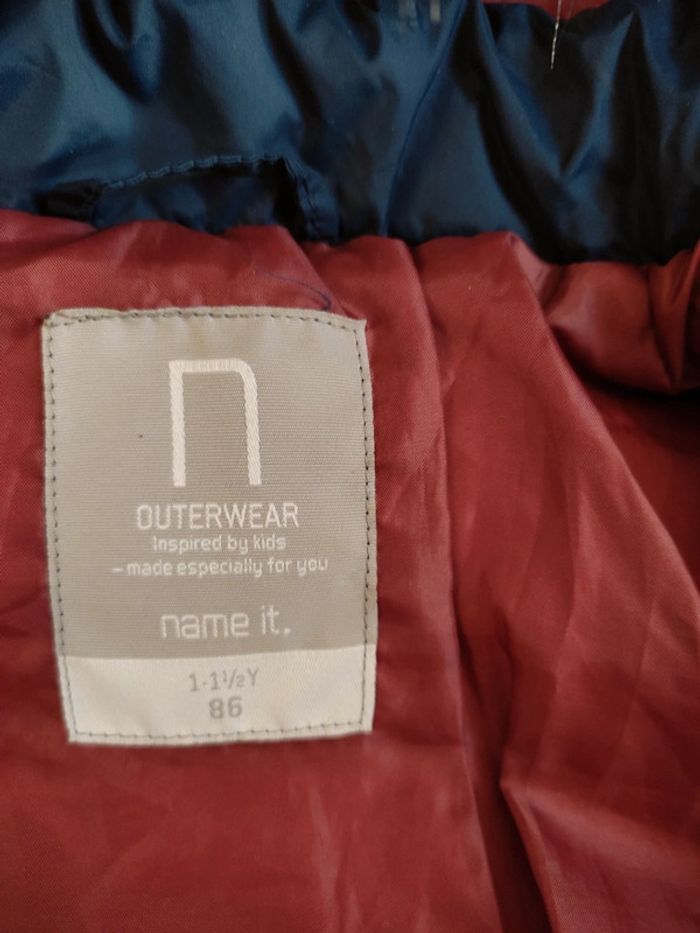 n
OUTERWEAR
Inspired by kids
– made especially for you
name it.
1-1½Y
86